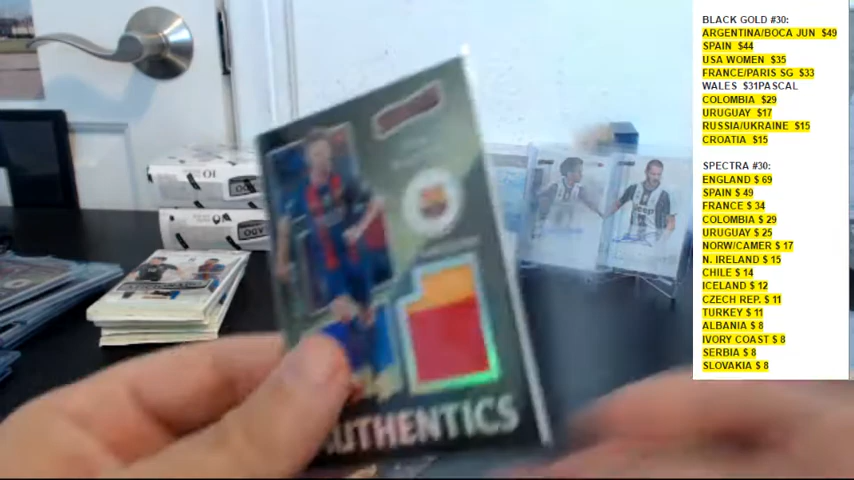 BLACK GOLD #30:
ARGENTINA/BOCA JUN $49
SPAIN $44
USA WOMEN $35
FRANCE/PARIS SG $33
WALES $31PASCAL
COLOMBIA $29
URUGUAY $17
RUSSIA/UKRAINE $15
CROATIA $15
SPECTRA #30:
ENGLAND $ 69
SPAIN $ 49
FRANCE $ 34
COLOMBIA $ 29
URUGUAY $ 25
NORW/CAMER $ 17
N. IRELAND $ 15
CHILE $ 14
ICELAND $ 12
CZECH REP. $ 11
TURKEY $ 11
ALBANIA $ 8
IVORY COAST $ 8
SERBIA $ 8
SLOVAKIA $ 8
AUTHENTICS
Jeep